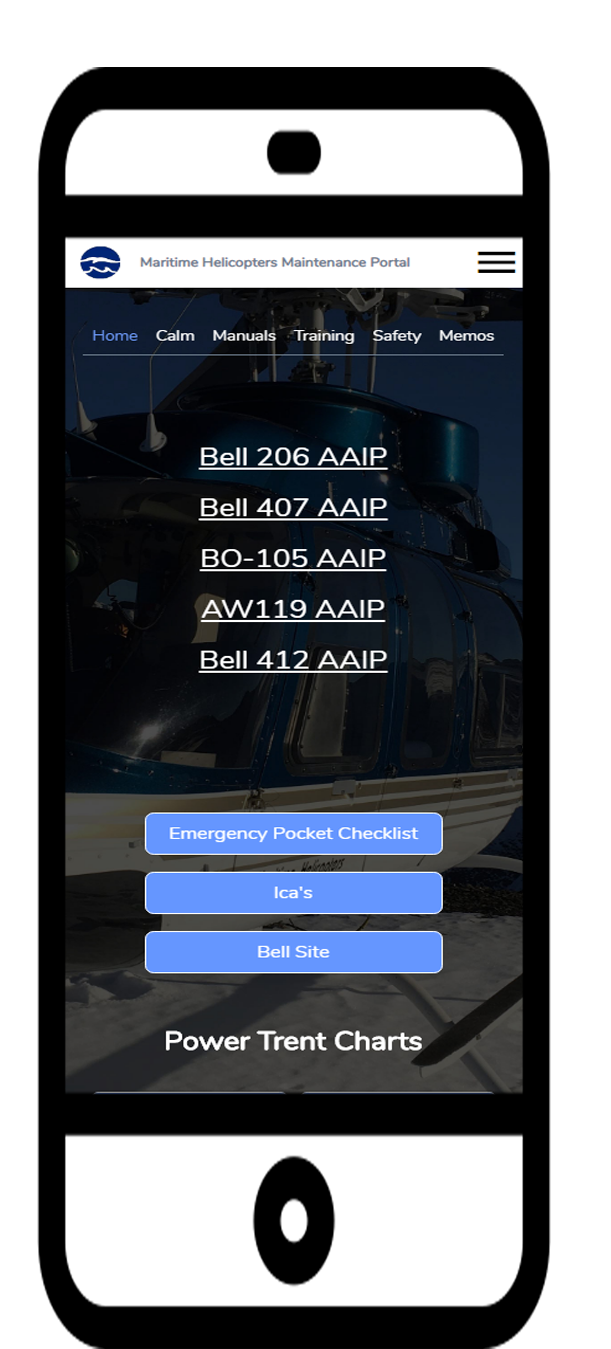 Maritime Helicopters Maintenance Portal
Home Calm Manuals Training Safety Memos
Bell 206 AAIP
Bell 407 AAIP
BO-105 AAIP
AW119 AAIP
Bell 412 AAIP
Emergency Pocket Checklist
Helicopters
Ica's
Bell Site
Power Trent Charts